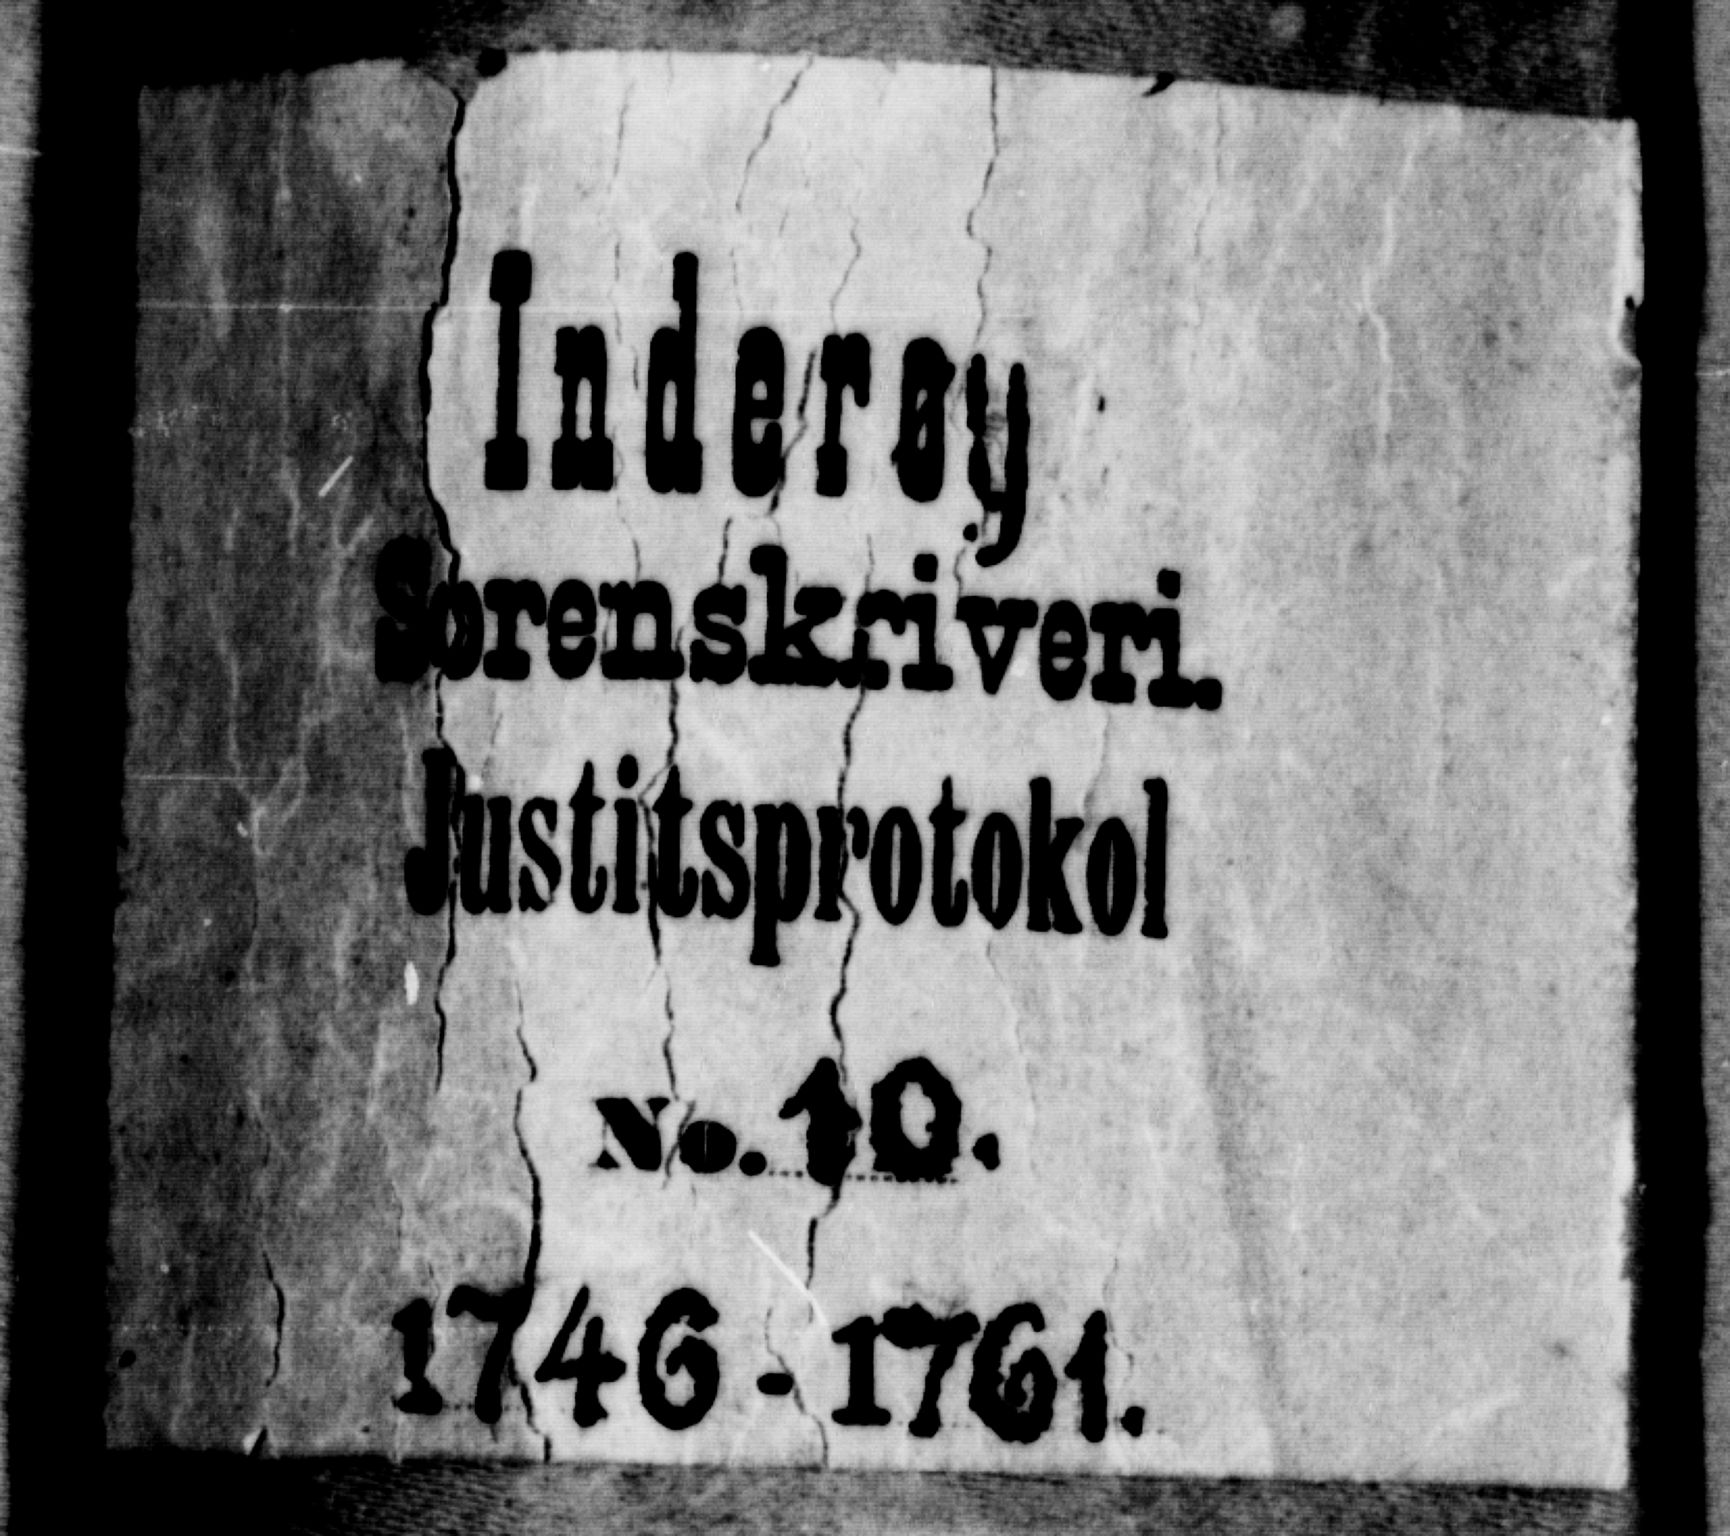 Inderøy
Sorenskriveri.
Justitsprotokol
No. 10.
1746 - 1761.